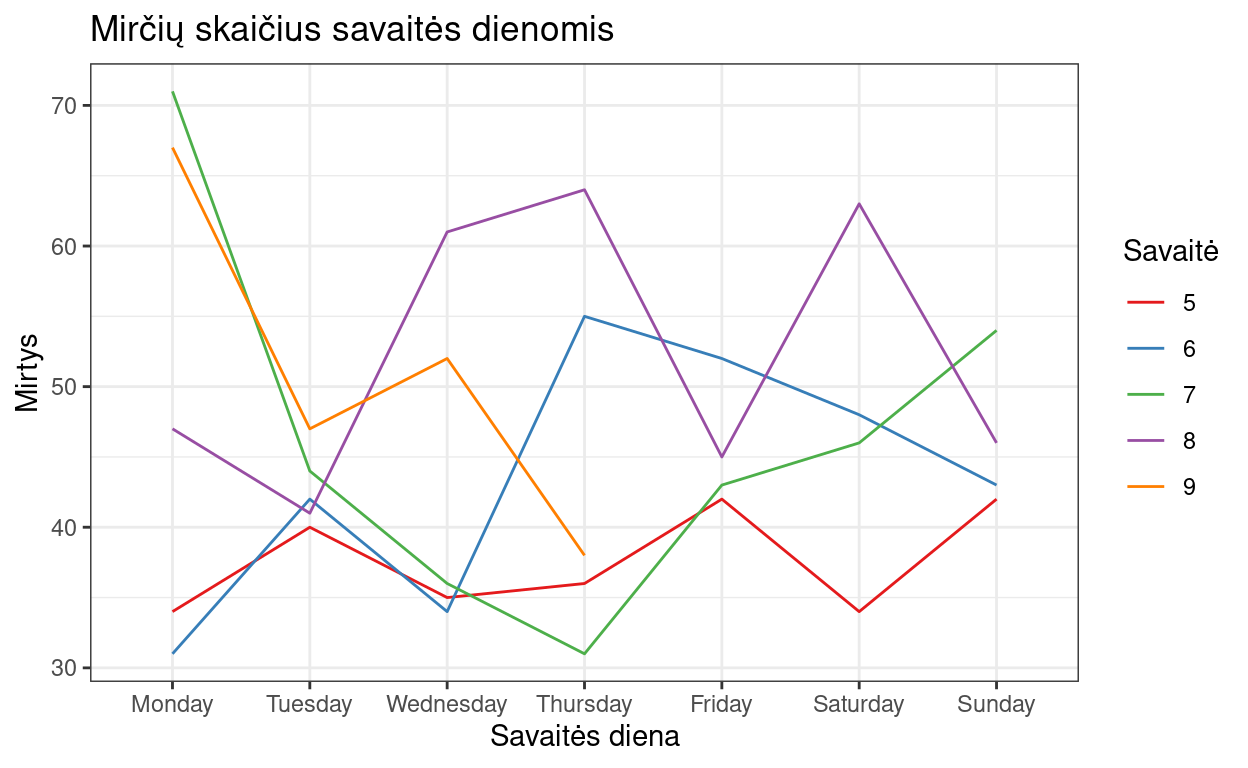 Mirčių skaičius savaitės dienomis
Mirtys
70
60
50
40
30
Monday Tuesday Wednesday Thursday Friday Saturday Sunday
Savaitės diena
Savaitė
5
6
7
8
9